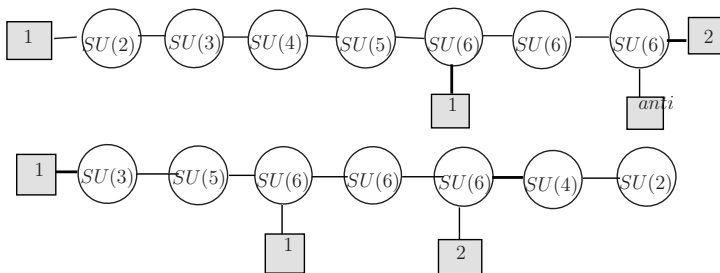 1 SU(2) SU(3) SU(4) SU(5) SU(6) SU(6) SU(6) 2
1 anti
1 SU(3) SU(5) SU(6) SU(6) SU(6) SU(4) SU(2)
1 2